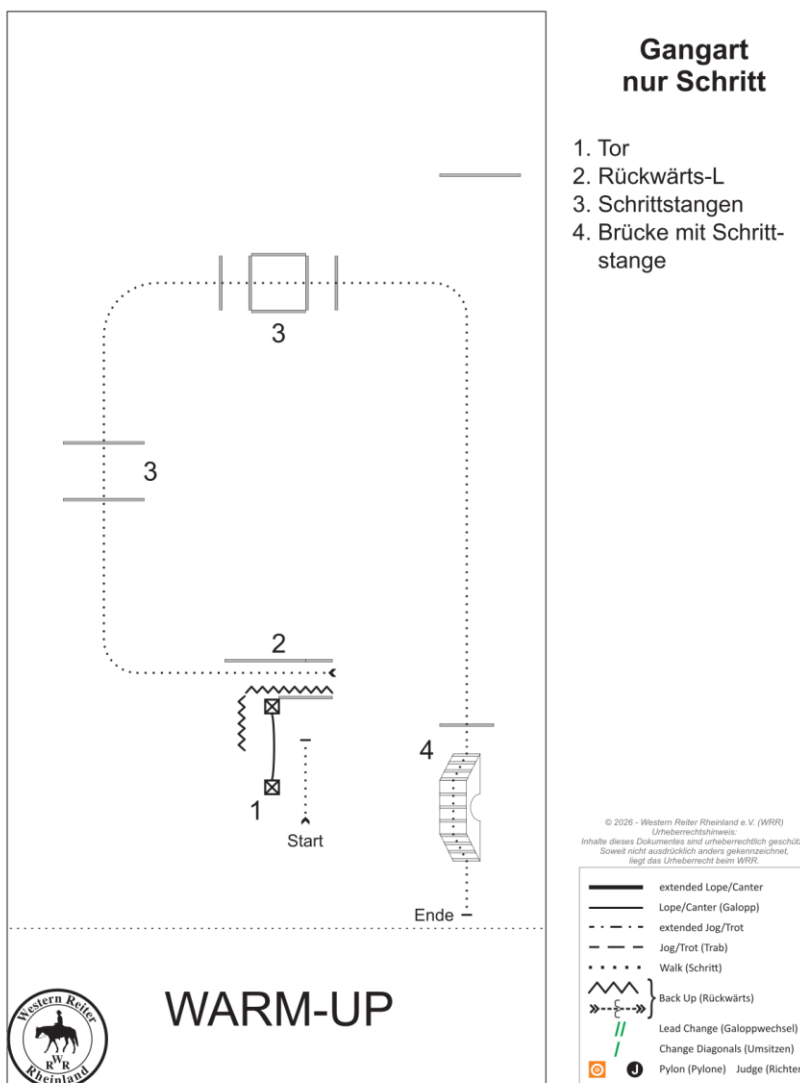 Gangart
nur Schritt
1. Tor
2. Rückwärts-L
3. Schrittstangen
4. Brücke mit Schritt-
stange
3
3
2
4
1
Start
Ende
WARM-UP
Western Reiter
WRR
Rheinland
© 2026 - Western Reiter Rheinland e.V. (WRR)
Urheberrechtshinweis:
Inhalte dieses Dokumentes sind urheberrechtlich geschütz
Soweit nicht ausdrücklich anders gekennzeichnet,
liegt das Urheberrecht beim WRR.
extended Lope/Canter
Lope/Canter (Galopp)
extended Jog/Trot
Jog/Trot (Trab)
Walk (Schritt)
Back Up (Rückwärts)
Lead Change (Galoppwechsel)
Change Diagonals (Umsitzen)
Pylon (Pylone) J Judge (Richter